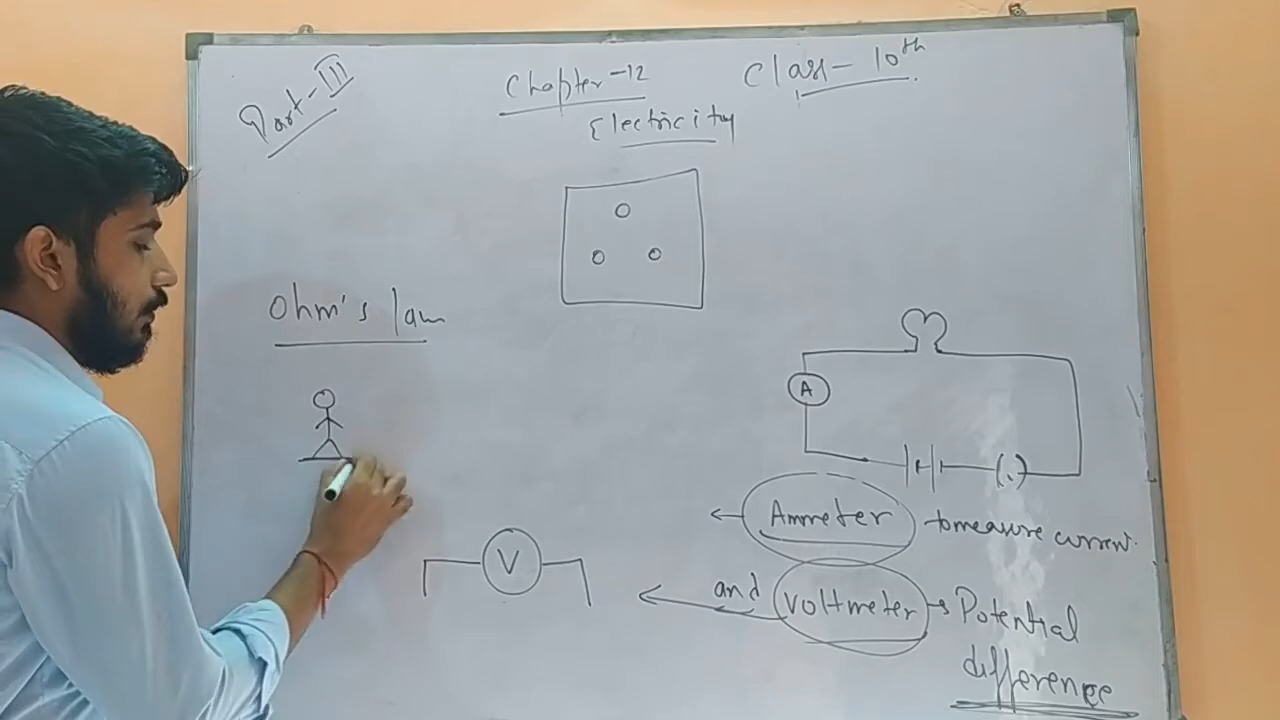 Part-III
Chapter-12
Class-10th
Electricity
Ohm's law
A
Ammeter to measure current.
V
and Voltmeter → Potential
difference